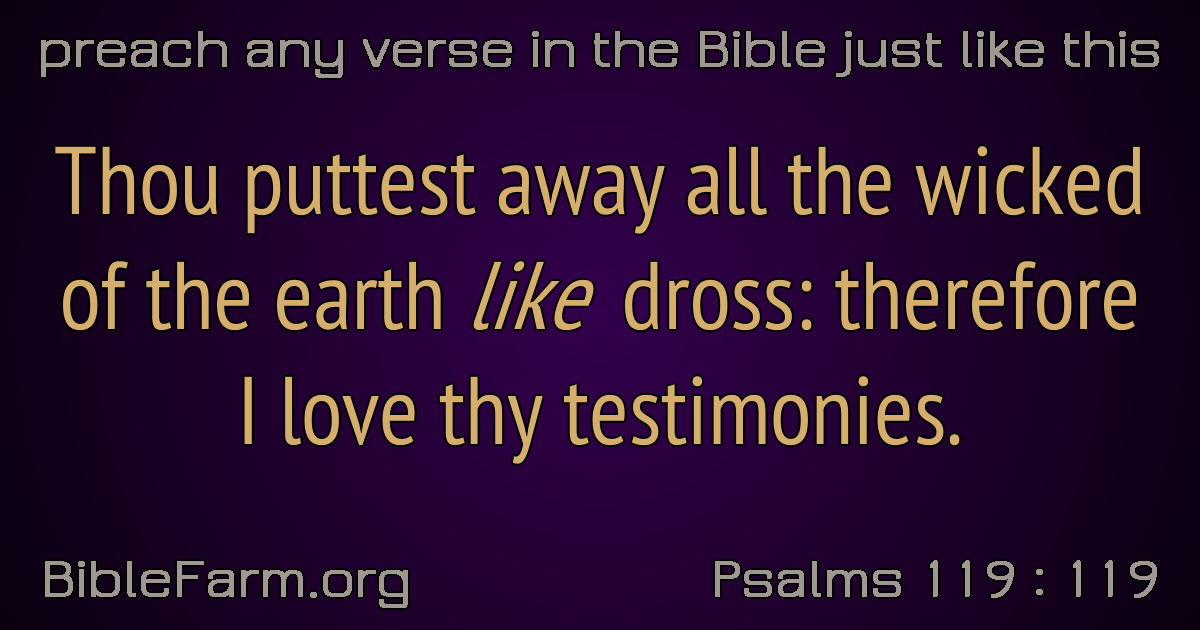 preach any verse in the Bible just like this
Thou puttest away all the wicked
of the earth like dross: therefore
I love thy testimonies.
BibleFarm.org
Psalms 119 : 119